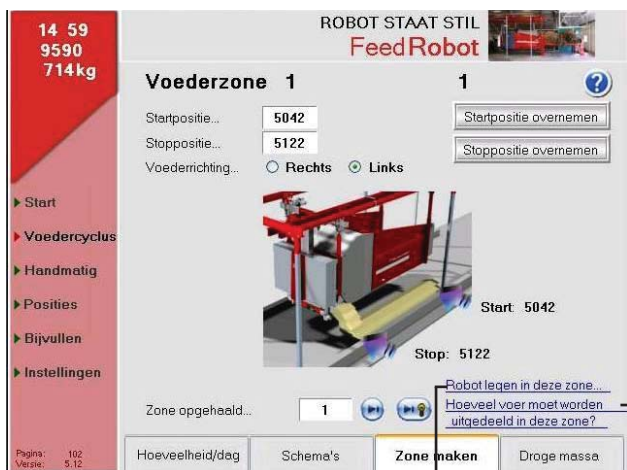 14 59
9590
714kg
ROBOT STAAT STIL
FeedRobot
Voederzone 1 1 ?
Startpositie... 5042 Startpositie overnemen
Stoppositie... 5122 Stoppositie overnemen
Voederrichting... Rechts Links
Start
Voedercyclus
Handmatig
Posities
Bijvullen
Instellingen
Start: 5042
Stop: 5122
Robot legen in deze zone...
Zone opgehaald... 1 Hoeveel voer moet worden
uitgedeeld in deze zone?
Pagina: 102
Versie: 5.12
Hoeveelheid/dag Schema's Zone maken Droge massa